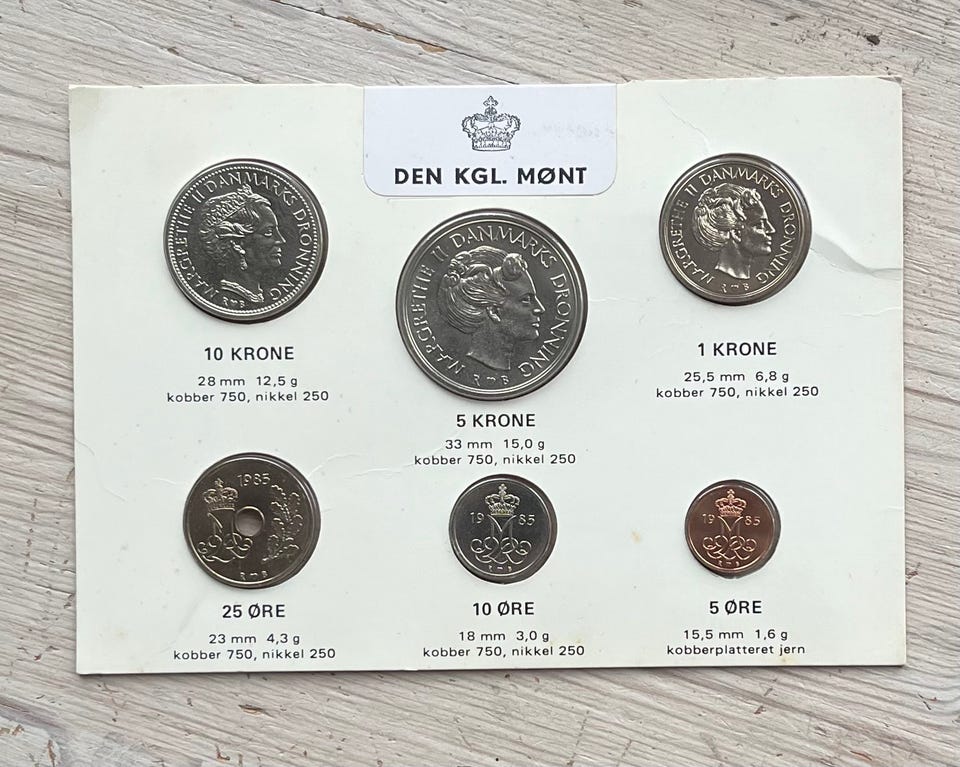 DEN KGL. MØNT
MARGRETHE II DANMARKS DRONNING
R B
10 KRONE
28 mm 12,5 g
kobber 750, nikkel 250
MARGRETHE II DANMARKS DRONNING
R B
5 KRONE
33 mm 15,0 g
kobber 750, nikkel 250
MARGRETHE II DANMARKS DRONNING
R B
1 KRONE
25,5 mm 6,8 g
kobber 750, nikkel 250
1985
R B
25 ØRE
23 mm 4,3 g
kobber 750, nikkel 250
19 85
R B
10 ØRE
18 mm 3,0 g
kobber 750, nikkel 250
19 85
R B
5 ØRE
15,5 mm 1,6 g
kobberplatteret jern